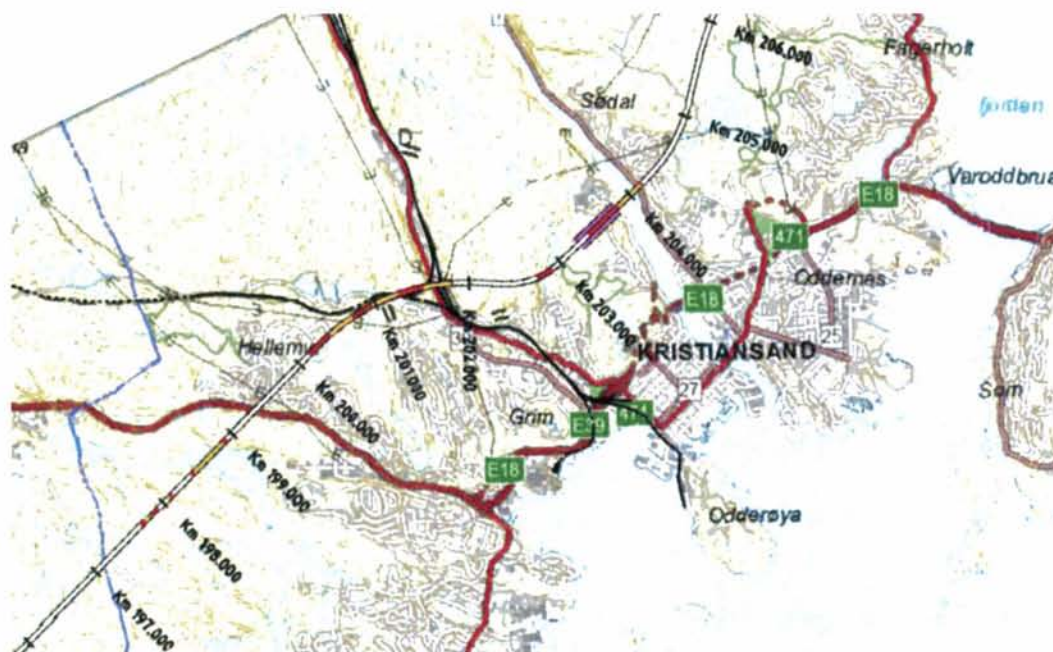 Km 206.000
Fagerholt
fjorden
Sødal
Km 205.000
Varoddbrua
E18
471
Km 204.000
Oddernes
E18
Km 203.000
25
Hellemy
Km 202.000
Km 201.000
KRISTIANSAND
27
Søm
Km 200.000
Grim
E39
E18
Km 199.000
Odderøya
Km 198.000
Km 197.000